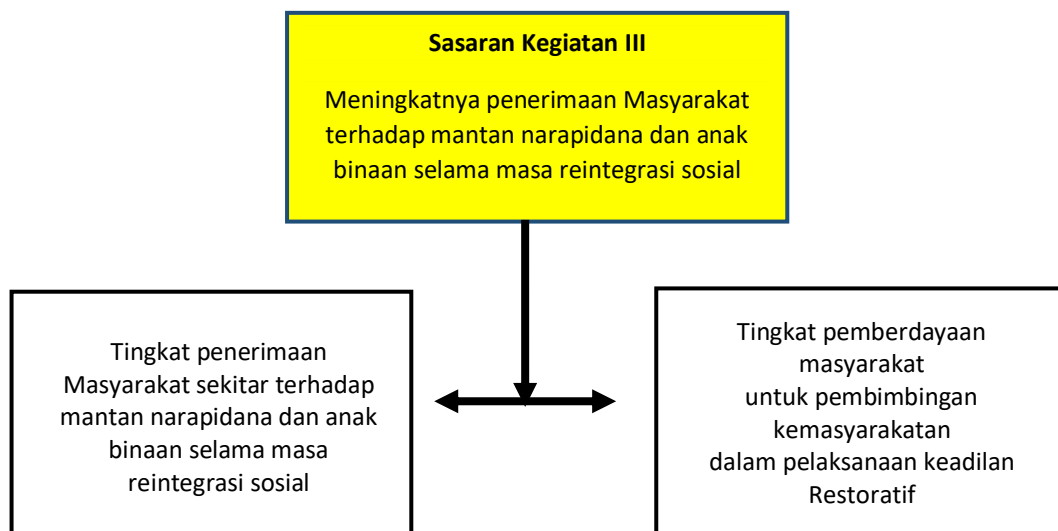 Sasaran Kegiatan III
Meningkatnya penerimaan Masyarakat
terhadap mantan narapidana dan anak
binaan selama masa reintegrasi sosial
Tingkat penerimaan
Masyarakat sekitar terhadap
mantan narapidana dan anak
binaan selama masa
reintegrasi sosial
Tingkat pemberdayaan
masyarakat
untuk pembimbingan
kemasyarakatan
dalam pelaksanaan keadilan
Restoratif